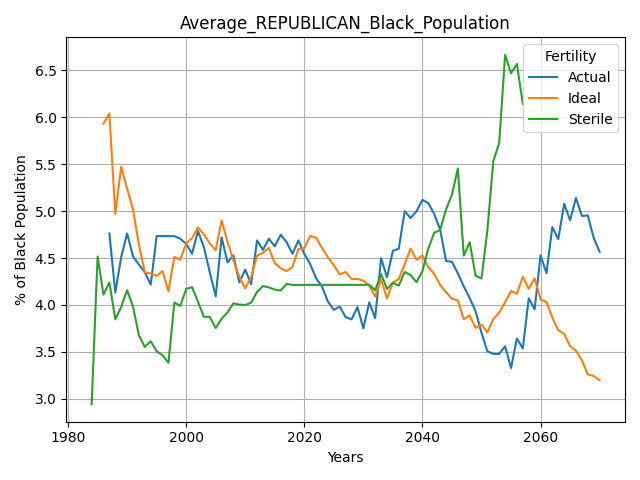 Average_REPUBLICAN_Black_Population
% of Black Population
6.5
6.0
5.5
5.0
4.5
4.0
3.5
3.0
Fertility
Actual
Ideal
Sterile
1980
2000
2020
2040
2060
Years